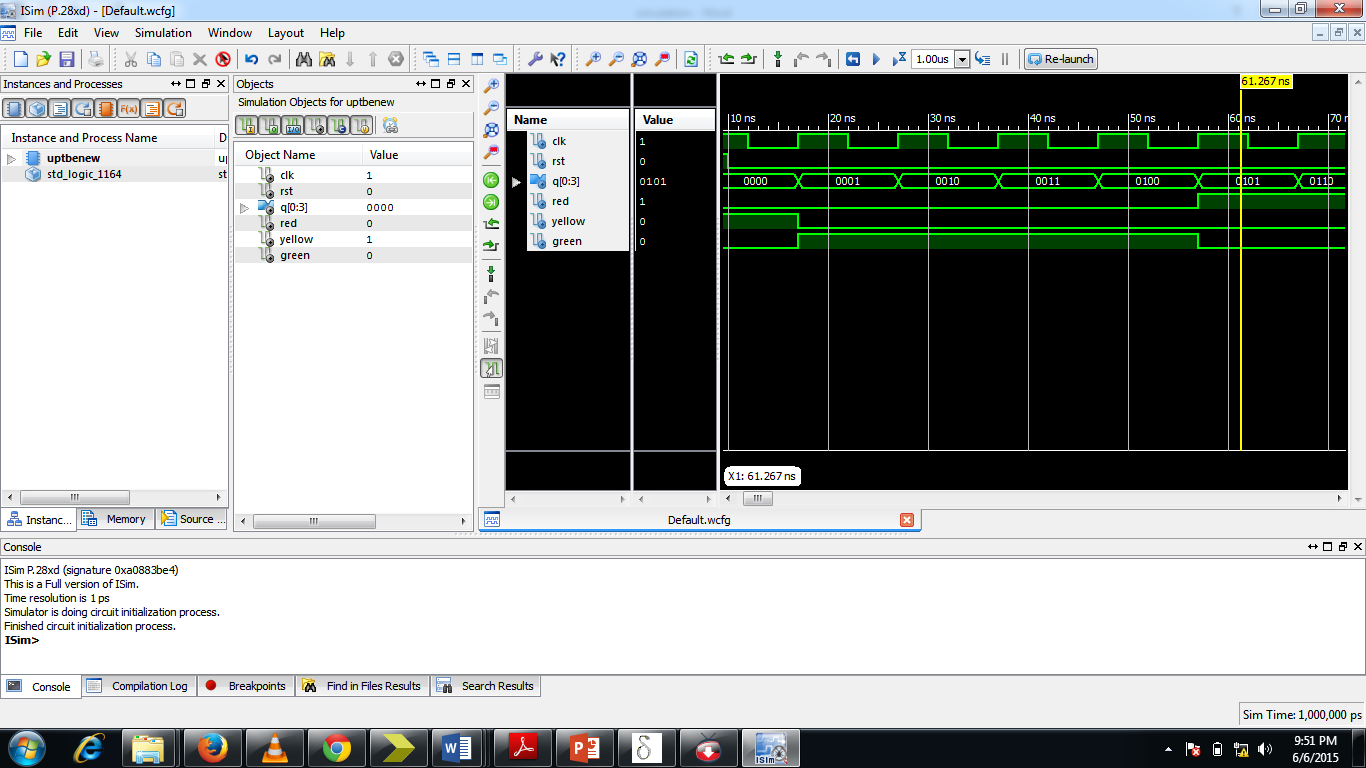 ISim (P.28xd) - [Default.wcfg]
File Edit View Simulation Window Layout Help
1.00us Re-launch
Instances and Processes
Instance and Process Name D
uptbenew
std_logic_1164 st
Instanc... Memory Source ...
Objects
Simulation Objects for uptbenew
Object Name Value
clk 1
rst 0
q[0:3] 0000
red 0
yellow 1
green 0
Name Value
clk 1
rst 0
q[0:3] 0101
red 1
yellow 0
green 0
61.267 ns
10 ns 20 ns 30 ns 40 ns 50 ns 60 ns 70 n
0000 0001 0010 0011 0100 0101 0110
X1: 61.267 ns
Default.wcfg
Console
ISim P.28xd (signature 0xa0883be4)
This is a Full version of ISim.
Time resolution is 1 ps
Simulator is doing circuit initialization process.
Finished circuit initialization process.
ISim>
Console Compilation Log Breakpoints Find in Files Results Search Results
Sim Time: 1,000,000 ps
9:51 PM
6/6/2015